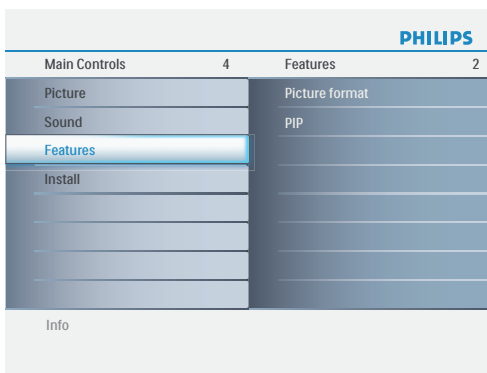 PHILIPS
Main Controls 4 Features 2
Picture Picture format
Sound PIP
Features
Install
Info